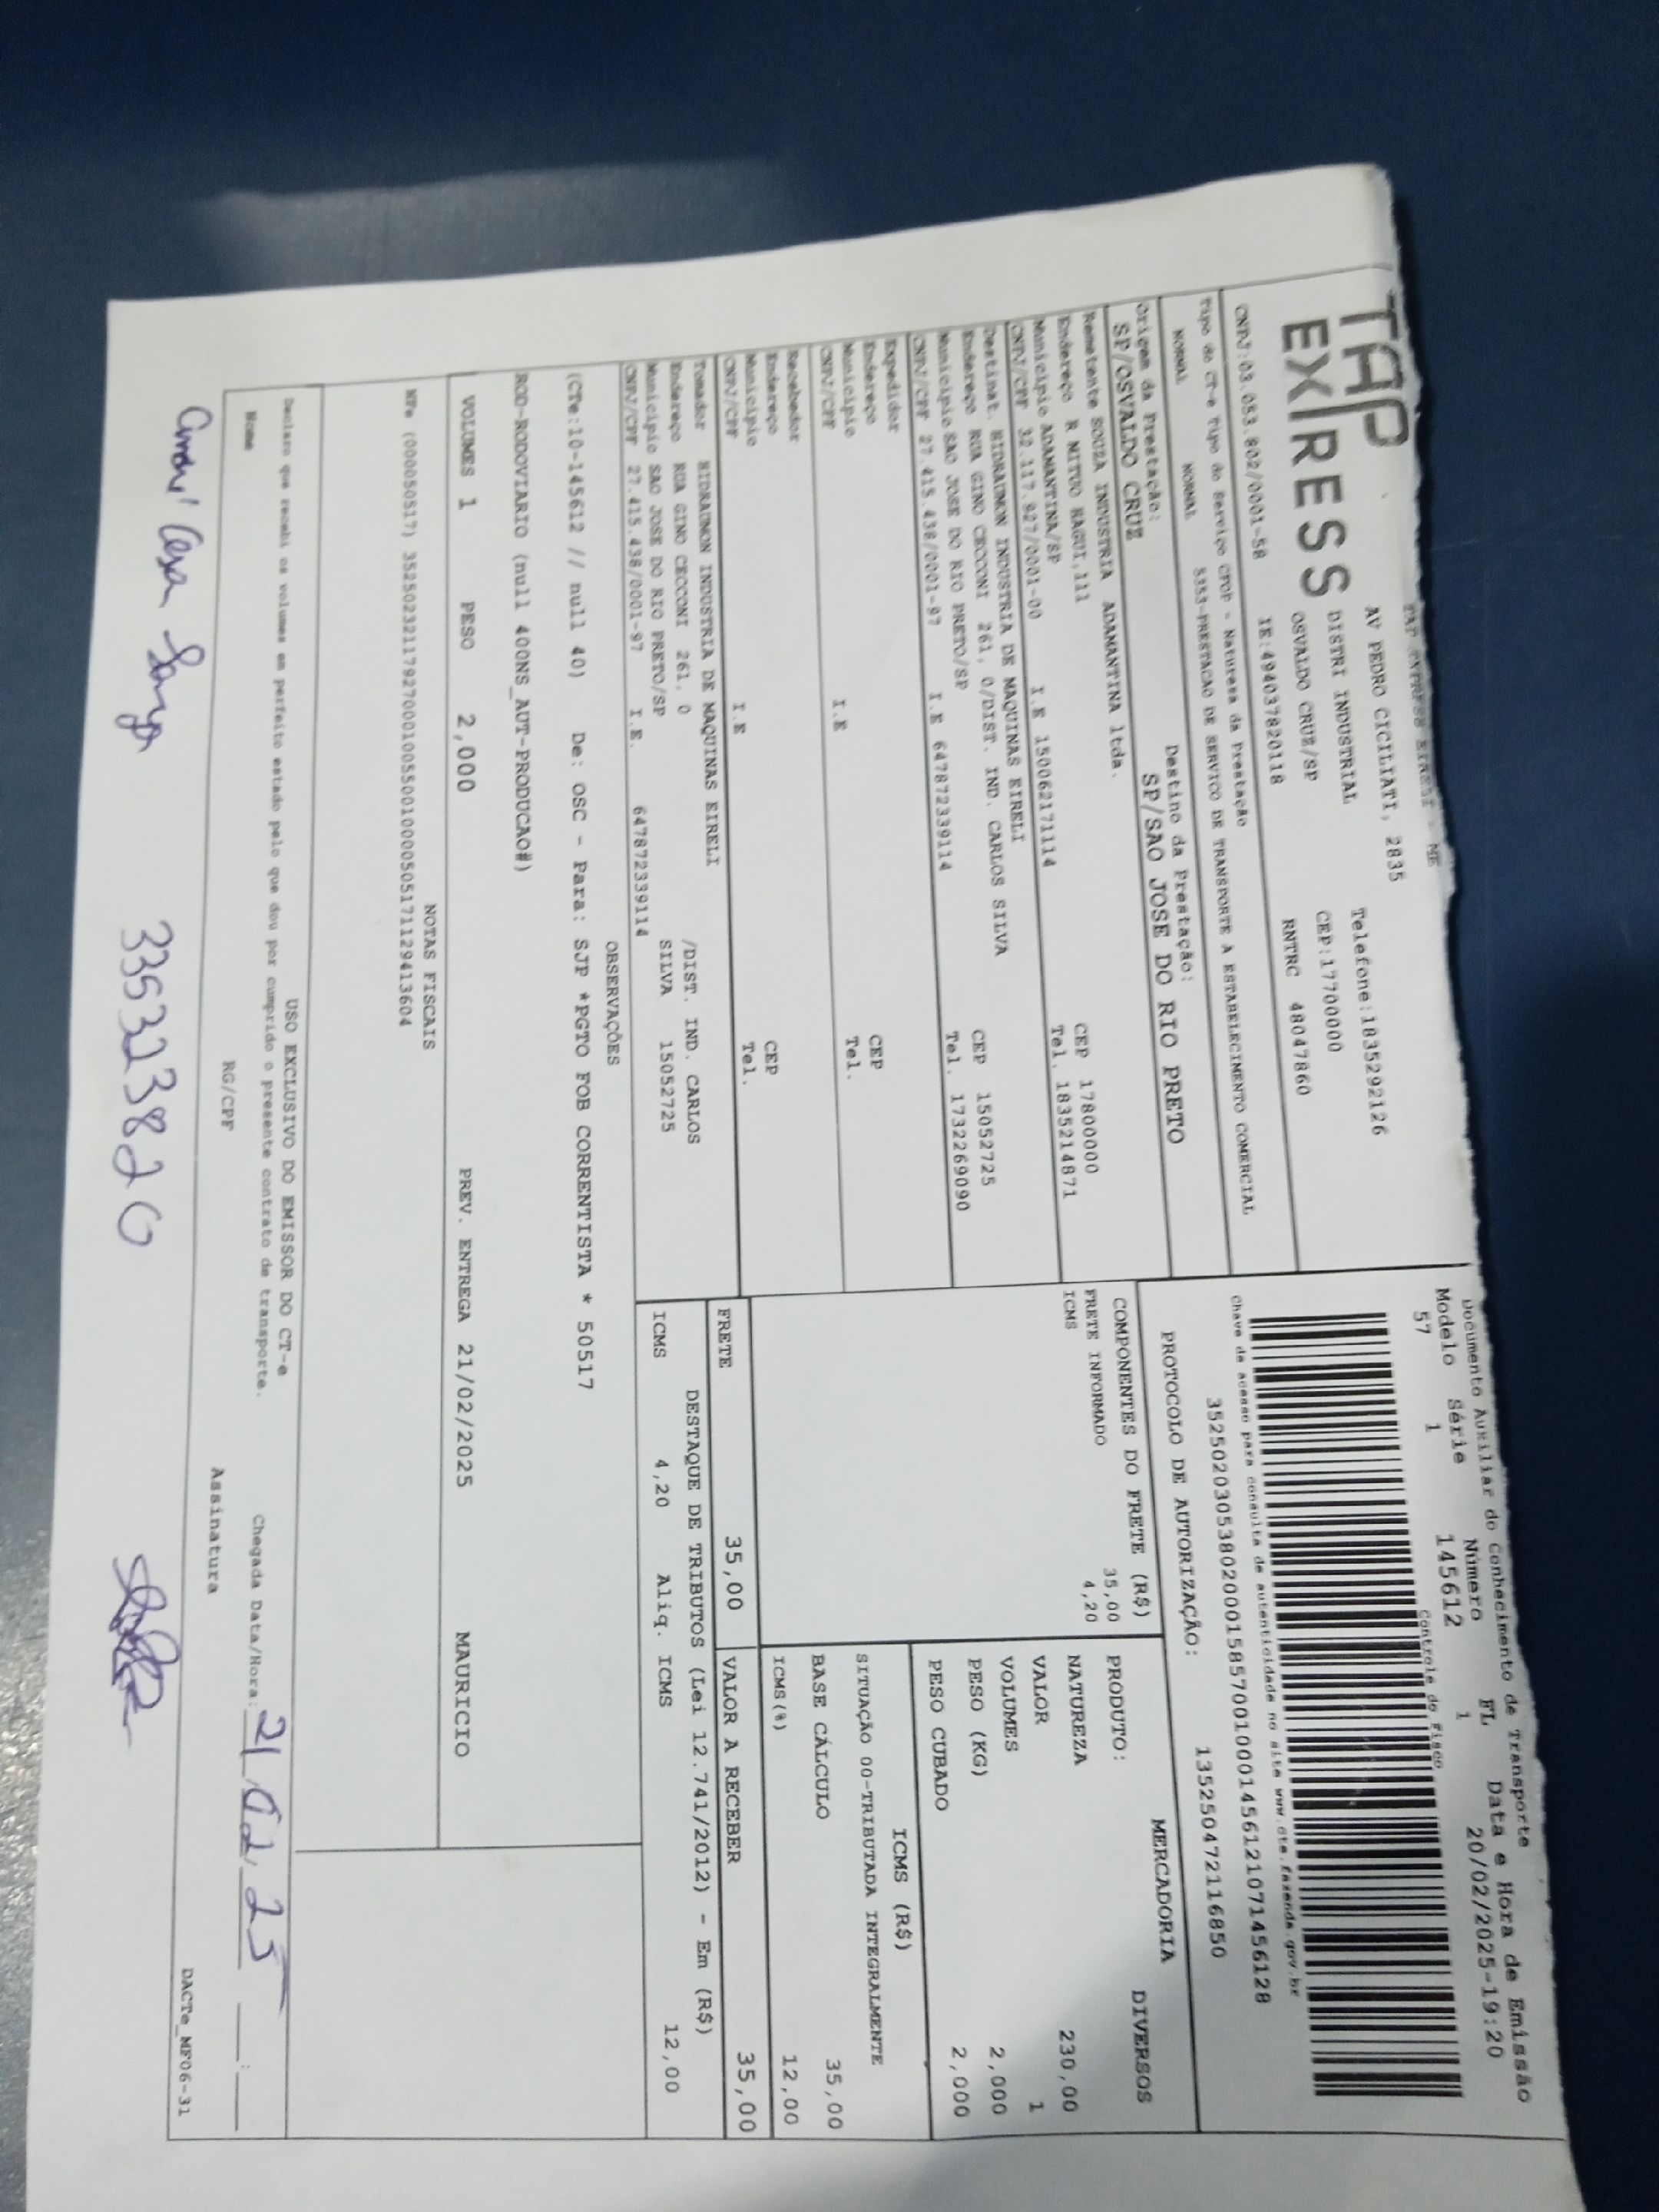 TAP
EXPRESS
TAP EXPRESS EIRELI - ME
AV PEDRO CICILIATI, 2835
Telefone:1835292126
DISTRI INDUSTRIAL
CEP:17700000
OSVALDO CRUZ/SP
RNTRC 48047860
CNPJ:03.053.802/0001-58
IE:494037820118
Documento Auxiliar do Conhecimento de Transporte
Modelo Série Número FL Data e Hora de Emissão
57 1 145612 1 20/02/2025-19:20
Controle do Fisco
Tipo do CT-e Tipo do Serviço CFOP - Natureza da Prestação
NORMAL NORMAL 5353-PRESTACAO DE SERVICO DE TRANSPORTE A ESTABELECIMENTO COMERCIAL
Chave de acesso para consulta de autenticidade no site www.cte.fazenda.gov.br
35250203053802000158570010001456121071456128
PROTOCOLO DE AUTORIZAÇÃO: 135250472116850
Origem da Prestação:
SP/OSVALDO CRUZ
Destino da Prestação:
SP/SAO JOSE DO RIO PRETO
Remetente SOUZA INDUSTRIA ADAMANTINA ltda.
Endereço R MITUO HAGUI,111
CEP 17800000
Município ADAMANTINA/SP
Tel. 1835214871
CNPJ/CPF 32.117.927/0001-00 I.E 150062171114
Destinat. HIDRAUMON INDUSTRIA DE MAQUINAS EIRELI
Endereço RUA GINO CECCONI 261, 0/DIST. IND. CARLOS SILVA
CEP 15052725
Município SAO JOSE DO RIO PRETO/SP
Tel. 1732269090
CNPJ/CPF 27.415.438/0001-97 I.E 647872339114
Expedidor
Endereço
CEP
Município
Tel.
CNPJ/CPF I.E
Recebedor
Endereço
CEP
Município
Tel.
CNPJ/CPF I.E
Tomador HIDRAUMON INDUSTRIA DE MAQUINAS EIRELI
Endereço RUA GINO CECCONI 261, 0
/DIST. IND. CARLOS
Município SAO JOSE DO RIO PRETO/SP
SILVA 15052725
CNPJ/CPF 27.415.438/0001-97 I.E. 647872339114
COMPONENTES DO FRETE (R$)
FRETE INFORMADO 35,00
ICMS 4,20
MERCADORIA
PRODUTO: DIVERSOS
NATUREZA
VALOR 230,00
VOLUMES 1
PESO (KG) 2,000
PESO CUBADO 2,000
ICMS (R$)
SITUAÇÃO 00-TRIBUTADA INTEGRALMENTE
BASE CÁLCULO 35,00
ICMS(%) 12,00
FRETE 35,00
VALOR A RECEBER 35,00
DESTAQUE DE TRIBUTOS (Lei 12.741/2012) - Em (R$)
ICMS 4,20 Aliq. ICMS 12,00
OBSERVAÇÕES
(CTe:10-145612 // null 40) De: OSC - Para: SJP *PGTO FOB CORRENTISTA * 50517
ROD-RODOVIARIO (null 400NS_AUT-PRODUCAO#)
VOLUMES 1 PESO 2,000 PREV. ENTREGA 21/02/2025 MAURICIO
NOTAS FISCAIS
NFe (000050517) 35250232117927000100550010000505171129413604
USO EXCLUSIVO DO EMISSOR DO CT-e
Declaro que recebi os volumes em perfeito estado pelo que dou por cumprido o presente contrato de transporte.
Chegada Data/Hora: 21/02/25 __:__
Nome RG/CPF Assinatura
335323820
DACTe_MF06-31